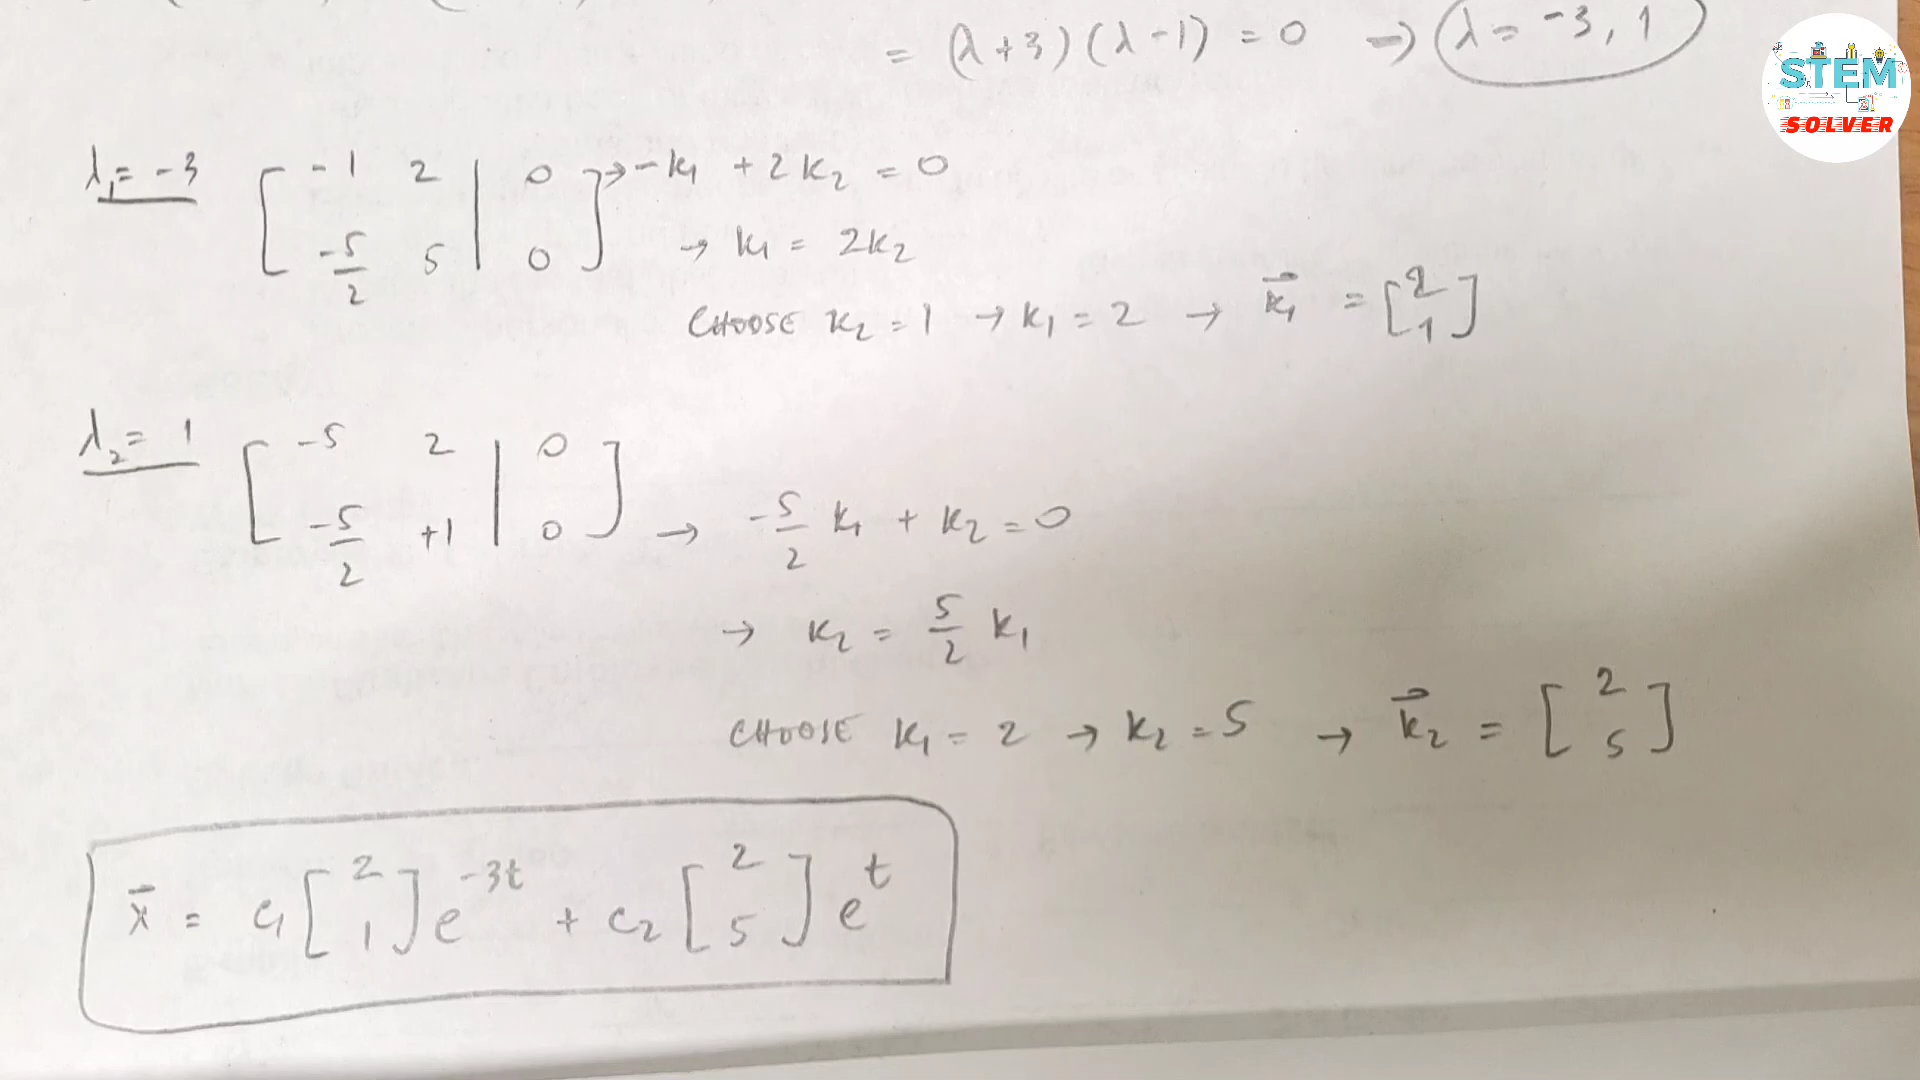 = (λ+3)(λ-1) = 0 → λ = -3, 1
STEM
SOLVER
λ₁ = -3 [ -1 2 | 0 ] → -k₁ + 2k₂ = 0
[ -5/2 5 | 0 ] → k₁ = 2k₂
CHOOSE k₂ = 1 → k₁ = 2 → k⃗₁ = [ 2 1 ]
λ₂ = 1 [ -5 2 | 0 ]
[ -5/2 +1 | 0 ] → -5/2 k₁ + k₂ = 0
→ k₂ = 5/2 k₁
CHOOSE k₁ = 2 → k₂ = 5 → k⃗₂ = [ 2 5 ]
x⃗ = c₁ [ 2 1 ] e^-3t + c₂ [ 2 5 ] e^t